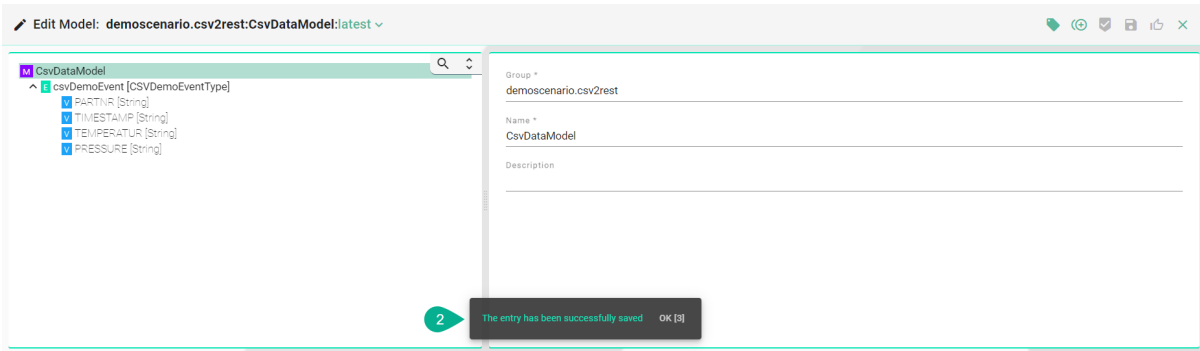 Edit Model: demoscenario.csv2rest:CsvDataModel:latest
M CsvDataModel
E csvDemoEvent [CSVDemoEventType]
V PARTNR [String]
V TIMESTAMP [String]
V TEMPERATUR [String]
V PRESSURE [String]
Group *
demoscenario.csv2rest
Name *
CsvDataModel
Description
2
The entry has been successfully saved OK [3]